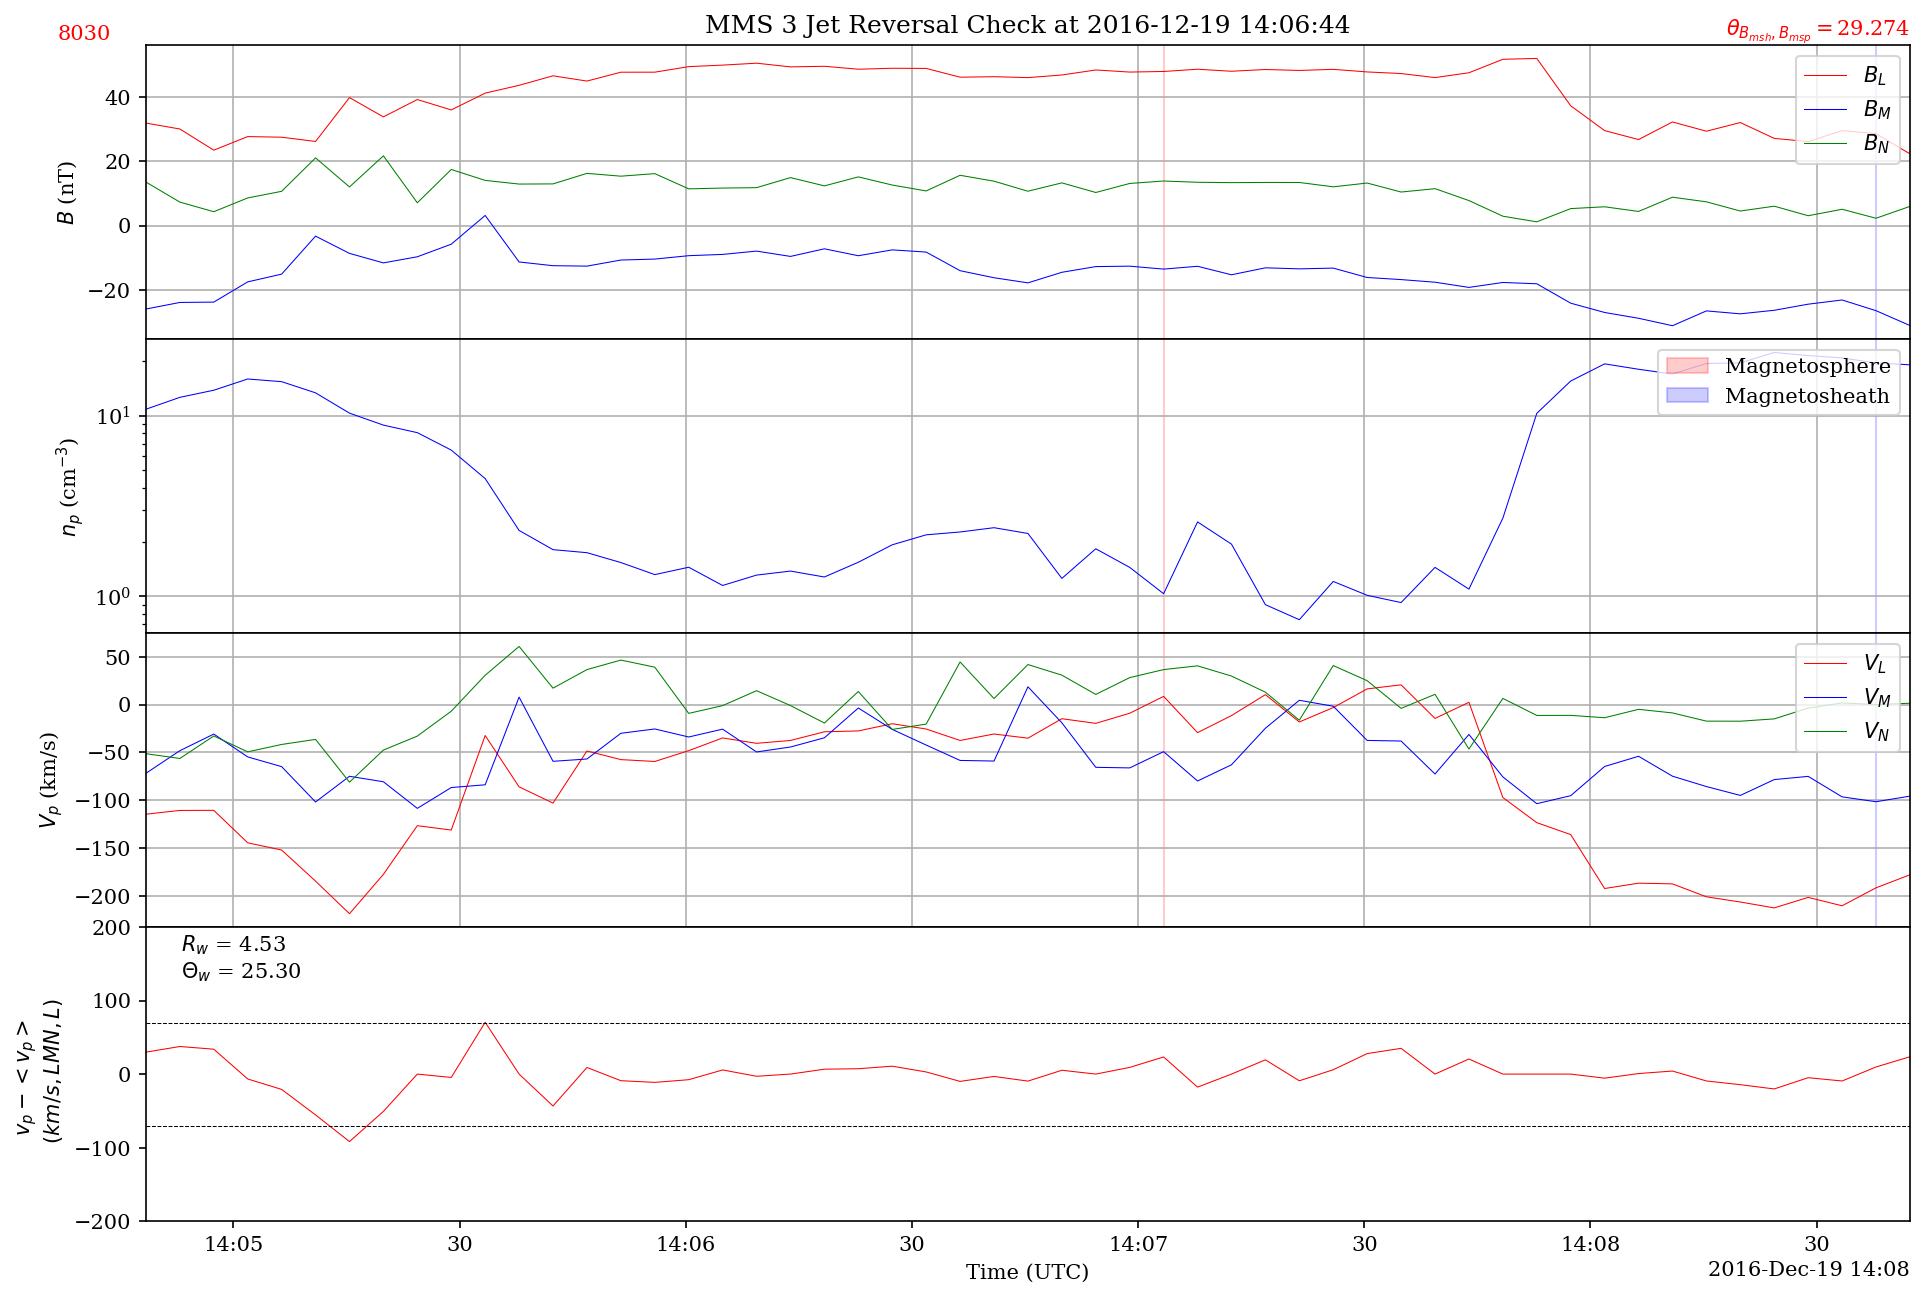 8030
MMS 3 Jet Reversal Check at 2016-12-19 14:06:44
θ_{B_{msh}, B_{msp}} = 29.274
40
20
0
−20
B (nT)
B_L
B_M
B_N
10^1
10^0
n_p (cm^{−3})
Magnetosphere
Magnetosheath
50
0
−50
−100
−150
−200
V_p (km/s)
V_L
V_M
V_N
200
100
0
−100
−200
v_p − < v_p >
(km/s, LMN, L)
R_w = 4.53
Θ_w = 25.30
14:05
30
14:06
30
14:07
30
14:08
30
Time (UTC)
2016-Dec-19 14:08